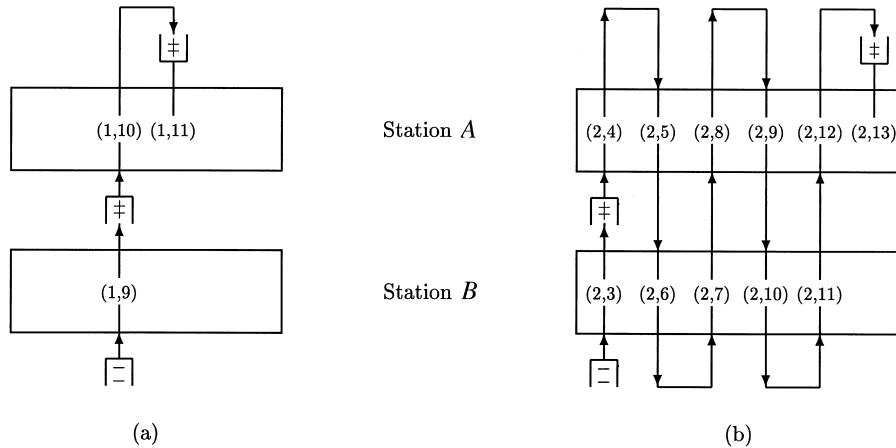 (1,10) (1,11)
Station A
(2,4) (2,5) (2,8) (2,9) (2,12) (2,13)
(1,9)
Station B
(2,3) (2,6) (2,7) (2,10) (2,11)
(a)
(b)